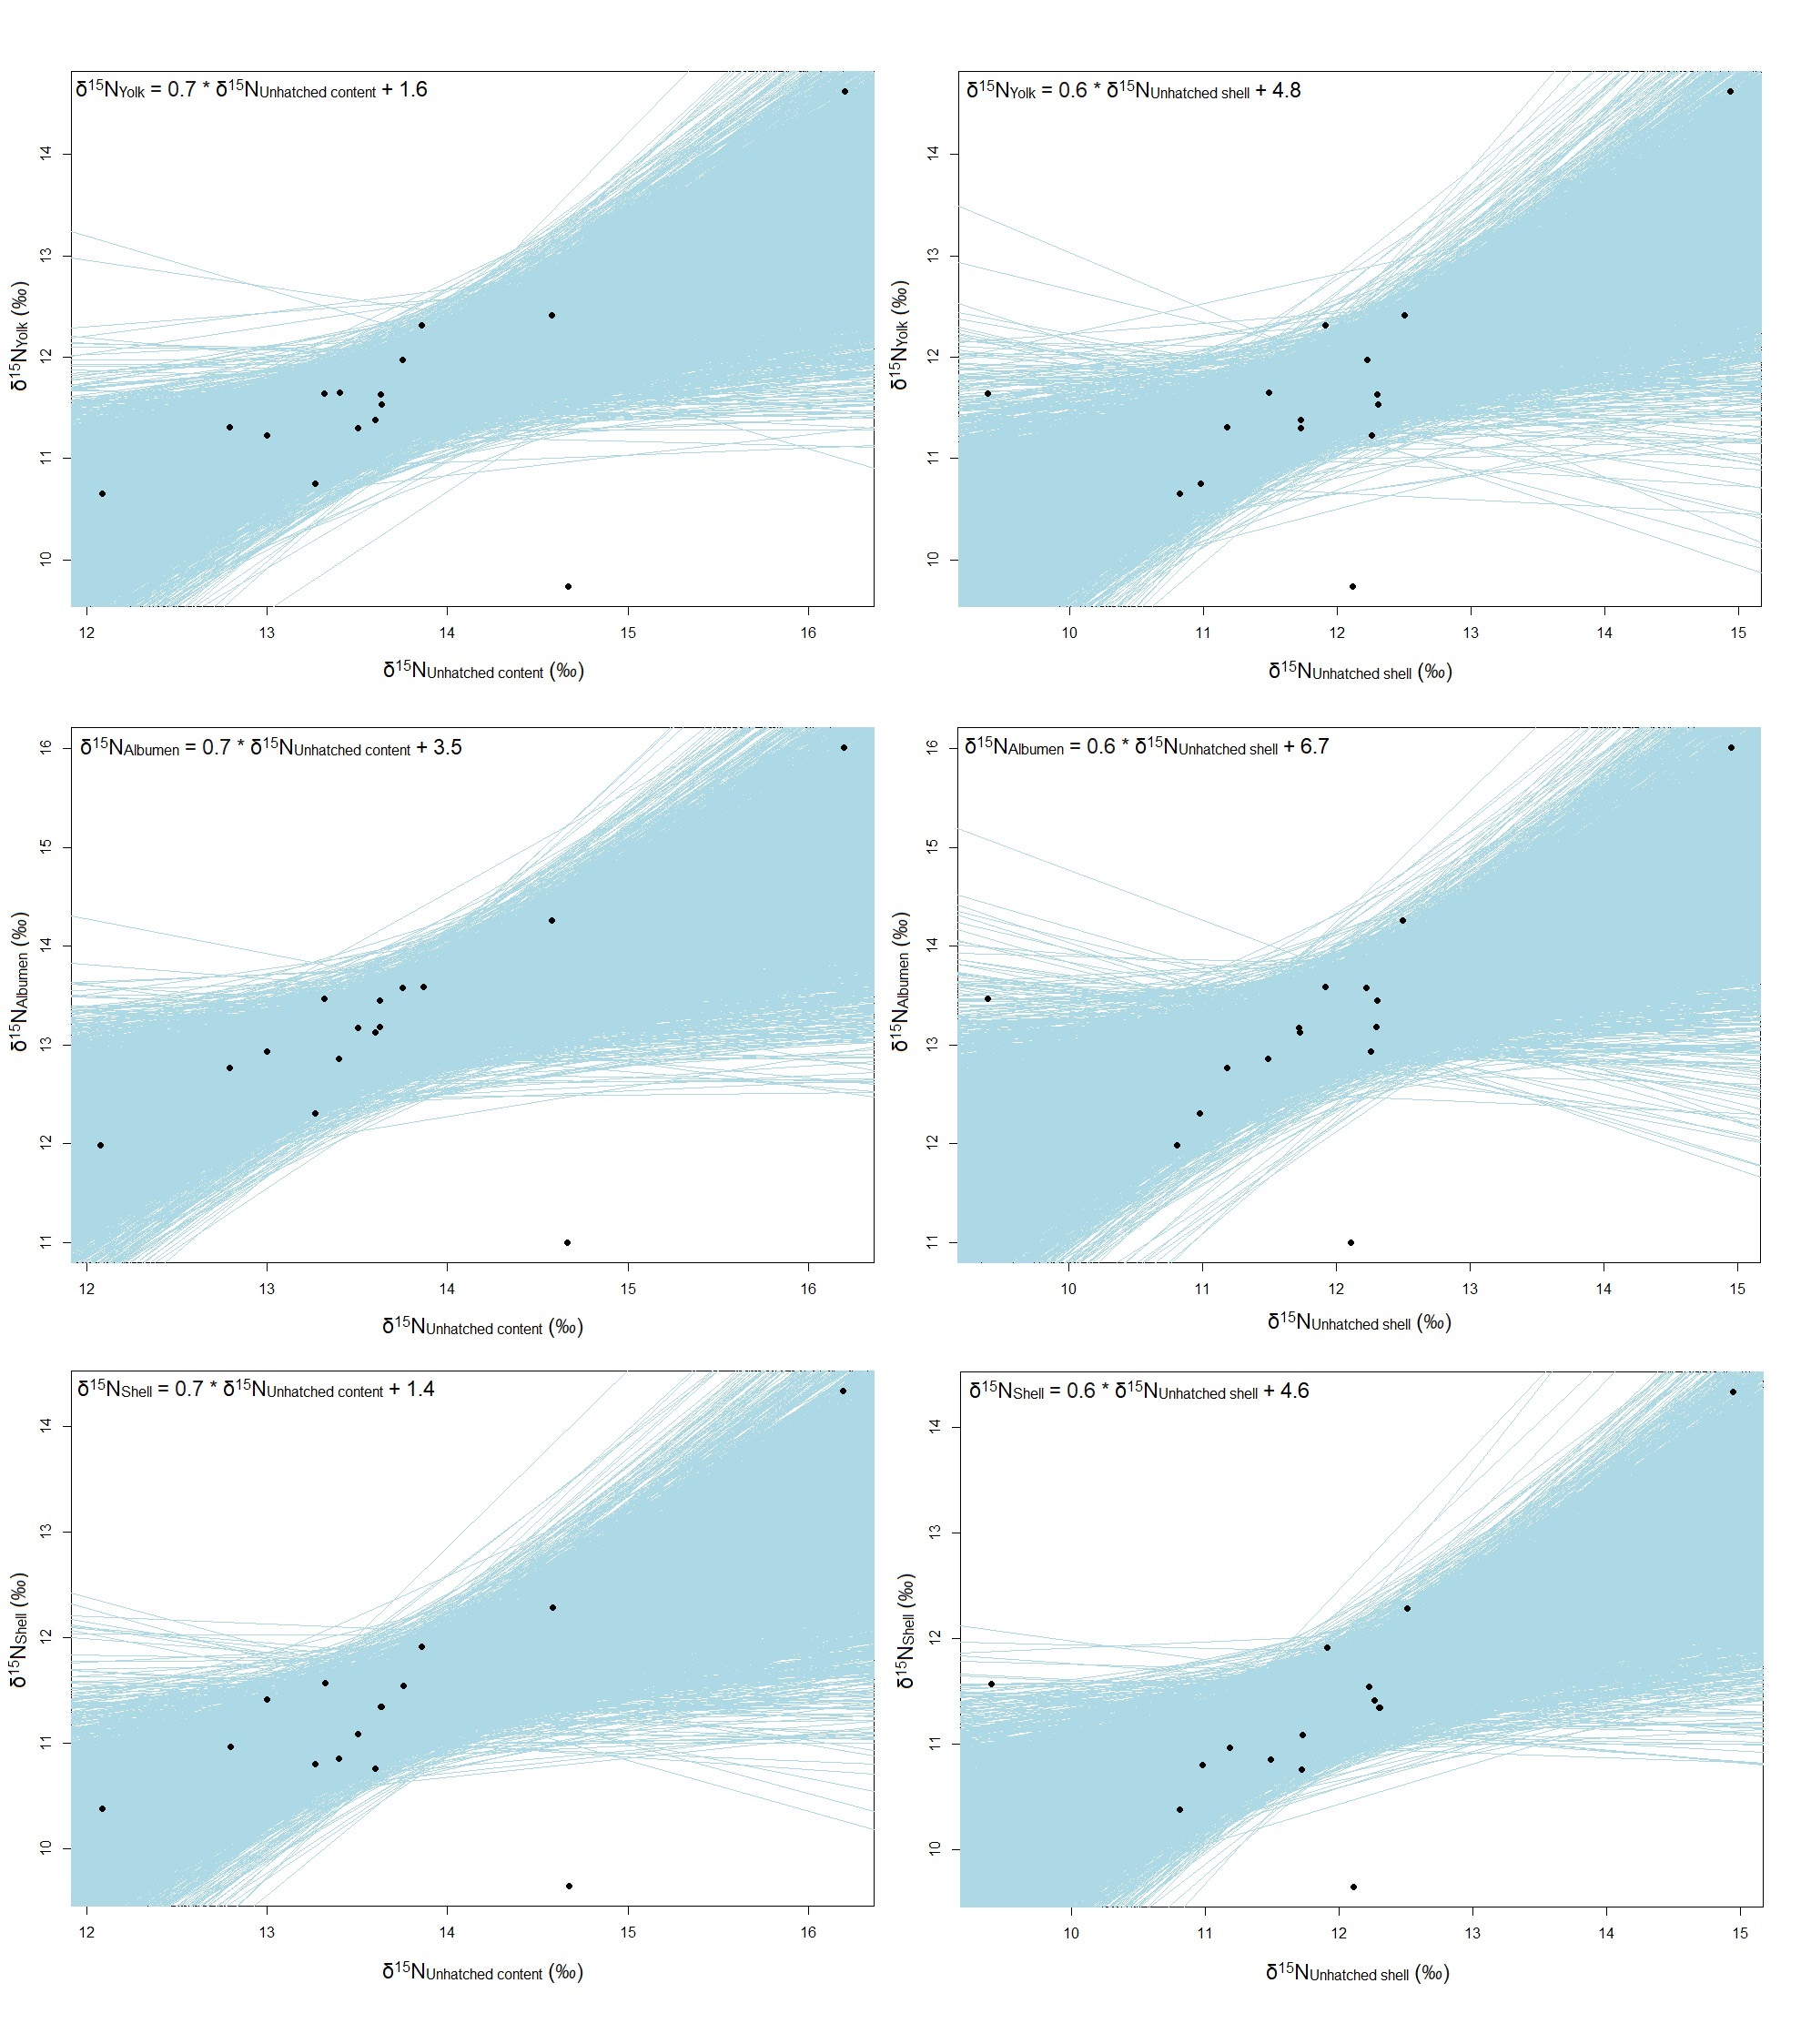 δ15NYolk = 0.7 * δ15NUnhatched content + 1.6
14
13
12
11
10
δ15NYolk (‰)
12 13 14 15 16
δ15NUnhatched content (‰)
δ15NYolk = 0.6 * δ15NUnhatched shell + 4.8
14
13
12
11
10
δ15NYolk (‰)
10 11 12 13 14 15
δ15NUnhatched shell (‰)
δ15NAlbumen = 0.7 * δ15NUnhatched content + 3.5
16
15
14
13
12
11
δ15NAlbumen (‰)
12 13 14 15 16
δ15NUnhatched content (‰)
δ15NAlbumen = 0.6 * δ15NUnhatched shell + 6.7
16
15
14
13
12
11
δ15NAlbumen (‰)
10 11 12 13 14 15
δ15NUnhatched shell (‰)
δ15NShell = 0.7 * δ15NUnhatched content + 1.4
14
13
12
11
10
δ15NShell (‰)
12 13 14 15 16
δ15NUnhatched content (‰)
δ15NShell = 0.6 * δ15NUnhatched shell + 4.6
14
13
12
11
10
δ15NShell (‰)
10 11 12 13 14 15
δ15NUnhatched shell (‰)